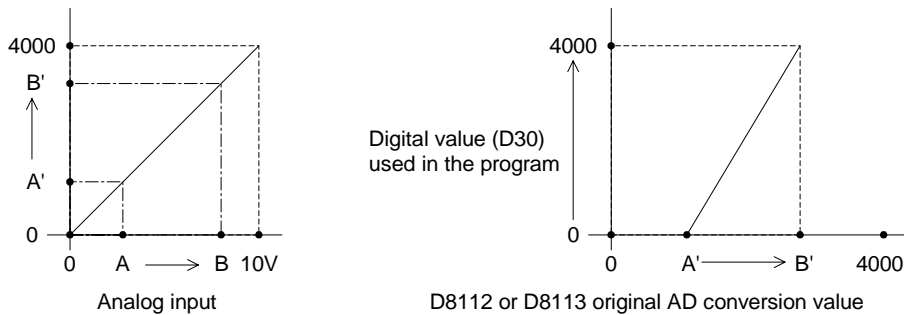 4000
B'
A'
0
0 A B 10V
Analog input
4000
Digital value (D30)
used in the program
0
0 A' B' 4000
D8112 or D8113 original AD conversion value